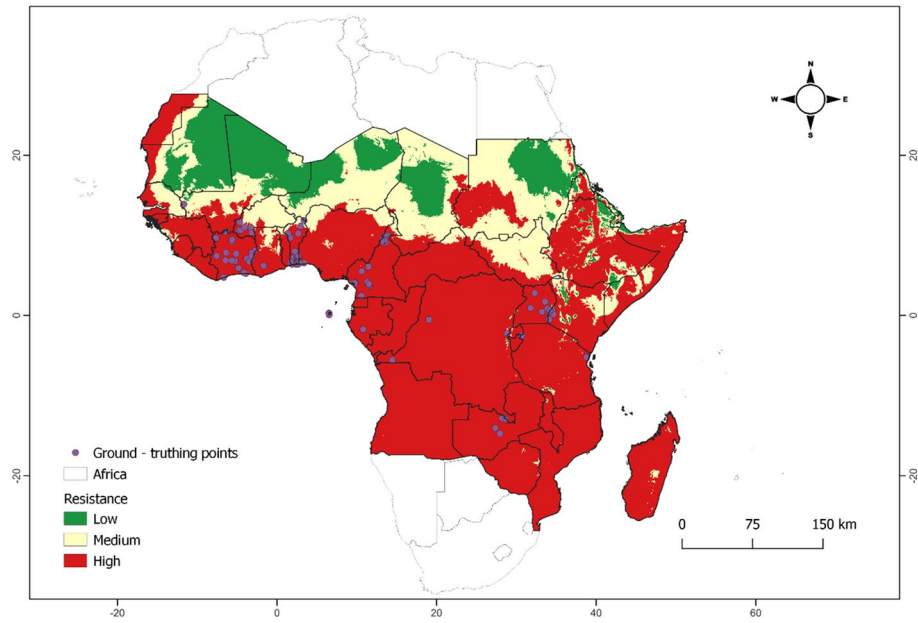 N
W E
S
20
0
-20
20
0
-20
Ground - truthing points
Africa
Resistance
Low
Medium
High
0 75 150 km
-20 0 20 40 60